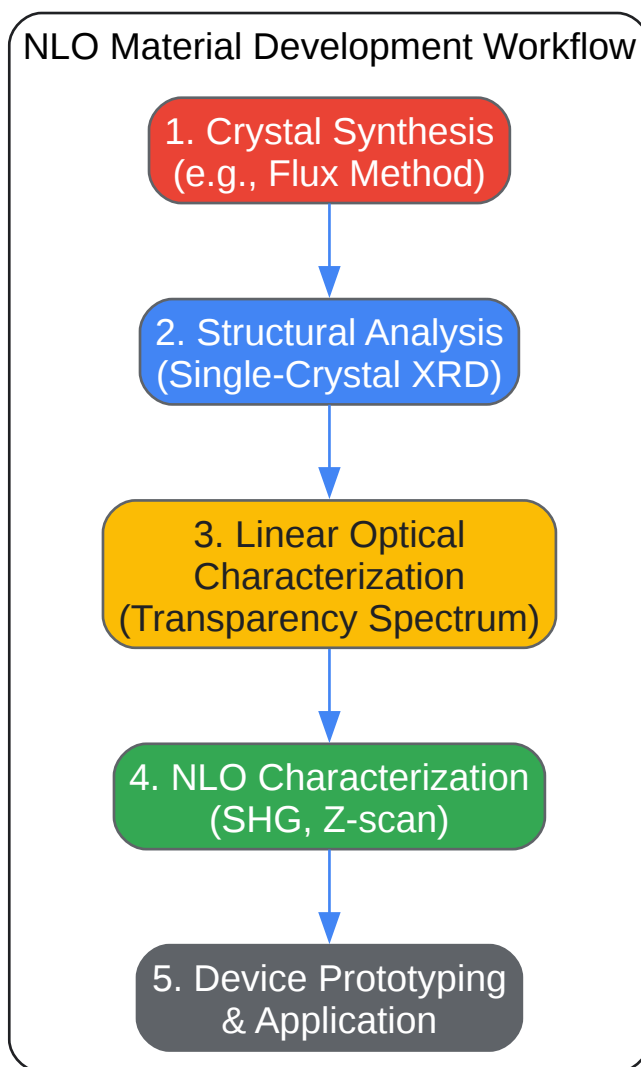 NLO Material Development Workflow
1. Crystal Synthesis
(e.g., Flux Method)
2. Structural Analysis
(Single-Crystal XRD)
3. Linear Optical
Characterization
(Transparency Spectrum)
4. NLO Characterization
(SHG, Z-scan)
5. Device Prototyping
& Application